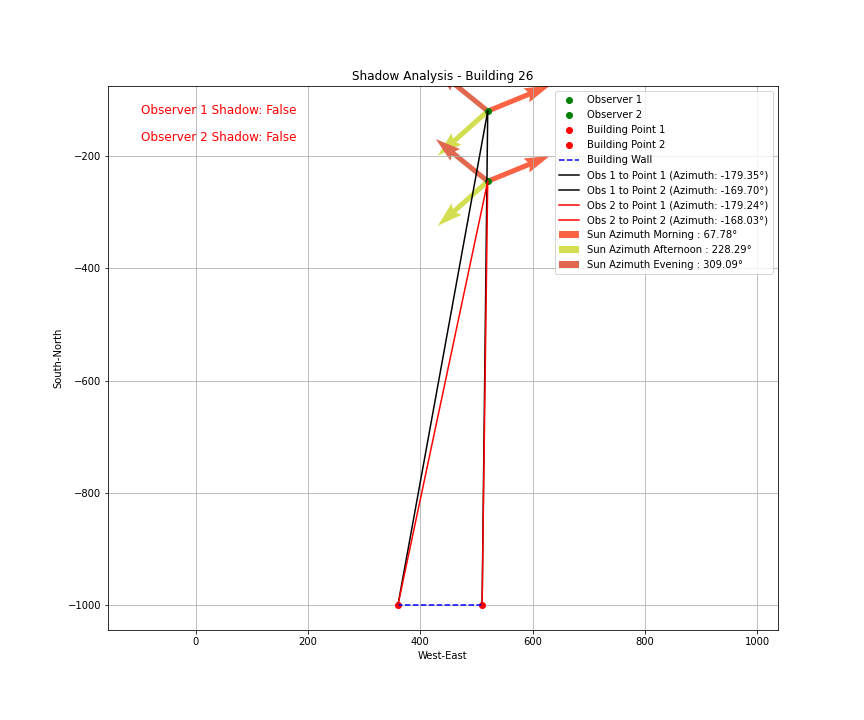 Shadow Analysis - Building 26
Observer 1 Shadow: False
Observer 2 Shadow: False
Observer 1
Observer 2
Building Point 1
Building Point 2
Building Wall
Obs 1 to Point 1 (Azimuth: -179.35°)
Obs 1 to Point 2 (Azimuth: -169.70°)
Obs 2 to Point 1 (Azimuth: -179.24°)
Obs 2 to Point 2 (Azimuth: -168.03°)
Sun Azimuth Morning : 67.78°
Sun Azimuth Afternoon : 228.29°
Sun Azimuth Evening : 309.09°
−200
−400
−600
−800
−1000
South-North
0 200 400 600 800 1000
West-East